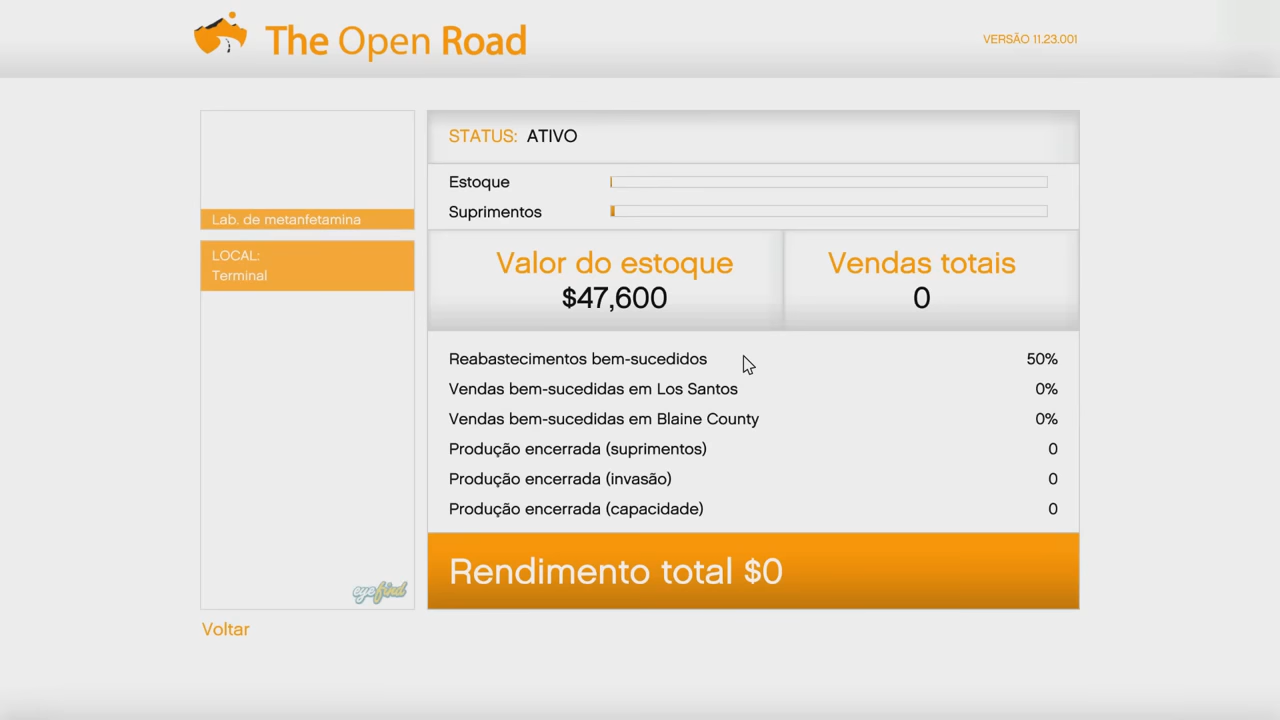 The Open Road
VERSÃO 11.23.001
Lab. de metanfetamina
LOCAL:
Terminal
eyefind
Voltar
STATUS: ATIVO
Estoque
Suprimentos
Valor do estoque
$47,600
Vendas totais
0
Reabastecimentos bem-sucedidos 50%
Vendas bem-sucedidas em Los Santos 0%
Vendas bem-sucedidas em Blaine County 0%
Produção encerrada (suprimentos) 0
Produção encerrada (invasão) 0
Produção encerrada (capacidade) 0
Rendimento total $0